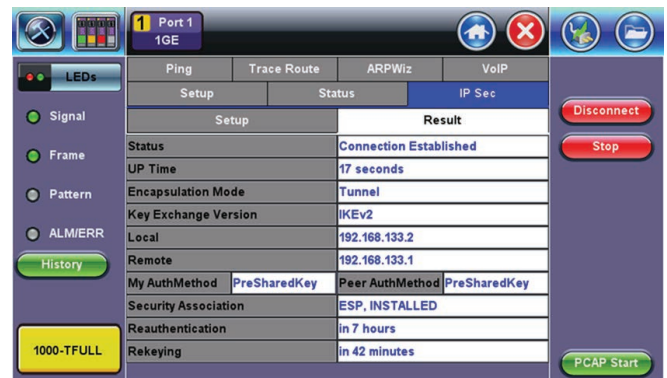 1 Port 1
1GE
LEDs
Signal
Frame
Pattern
ALM/ERR
History
1000-TFULL
Ping Trace Route ARPWiz VoIP
Setup Status IP Sec
Setup Result
Status Connection Established
UP Time 17 seconds
Encapsulation Mode Tunnel
Key Exchange Version IKEv2
Local 192.168.133.2
Remote 192.168.133.1
My AuthMethod PreSharedKey Peer AuthMethod PreSharedKey
Security Association ESP, INSTALLED
Reauthentication in 7 hours
Rekeying in 42 minutes
Disconnect
Stop
PCAP Start